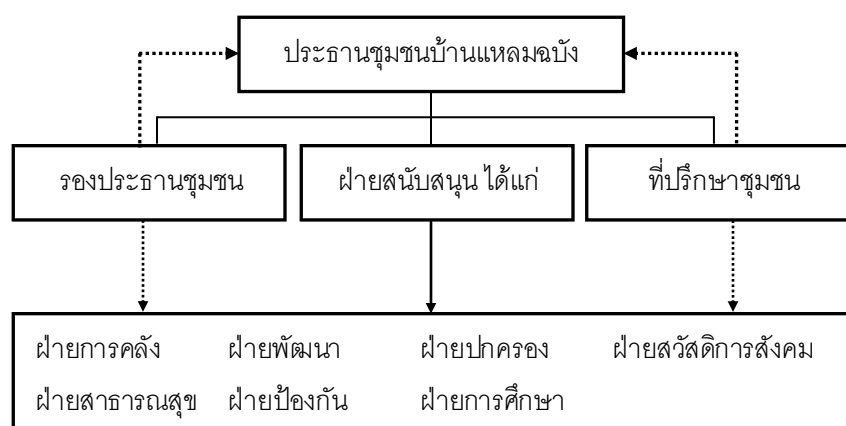 ประธานชุมชนบ้านแหลมฉบัง
รองประธานชุมชน
ฝ่ายสนับสนุน ได้แก่
ที่ปรึกษาชุมชน
ฝ่ายการคลัง ฝ่ายพัฒนา ฝ่ายปกครอง ฝ่ายสวัสดิการสังคม
ฝ่ายสาธารณสุข ฝ่ายป้องกัน ฝ่ายการศึกษา